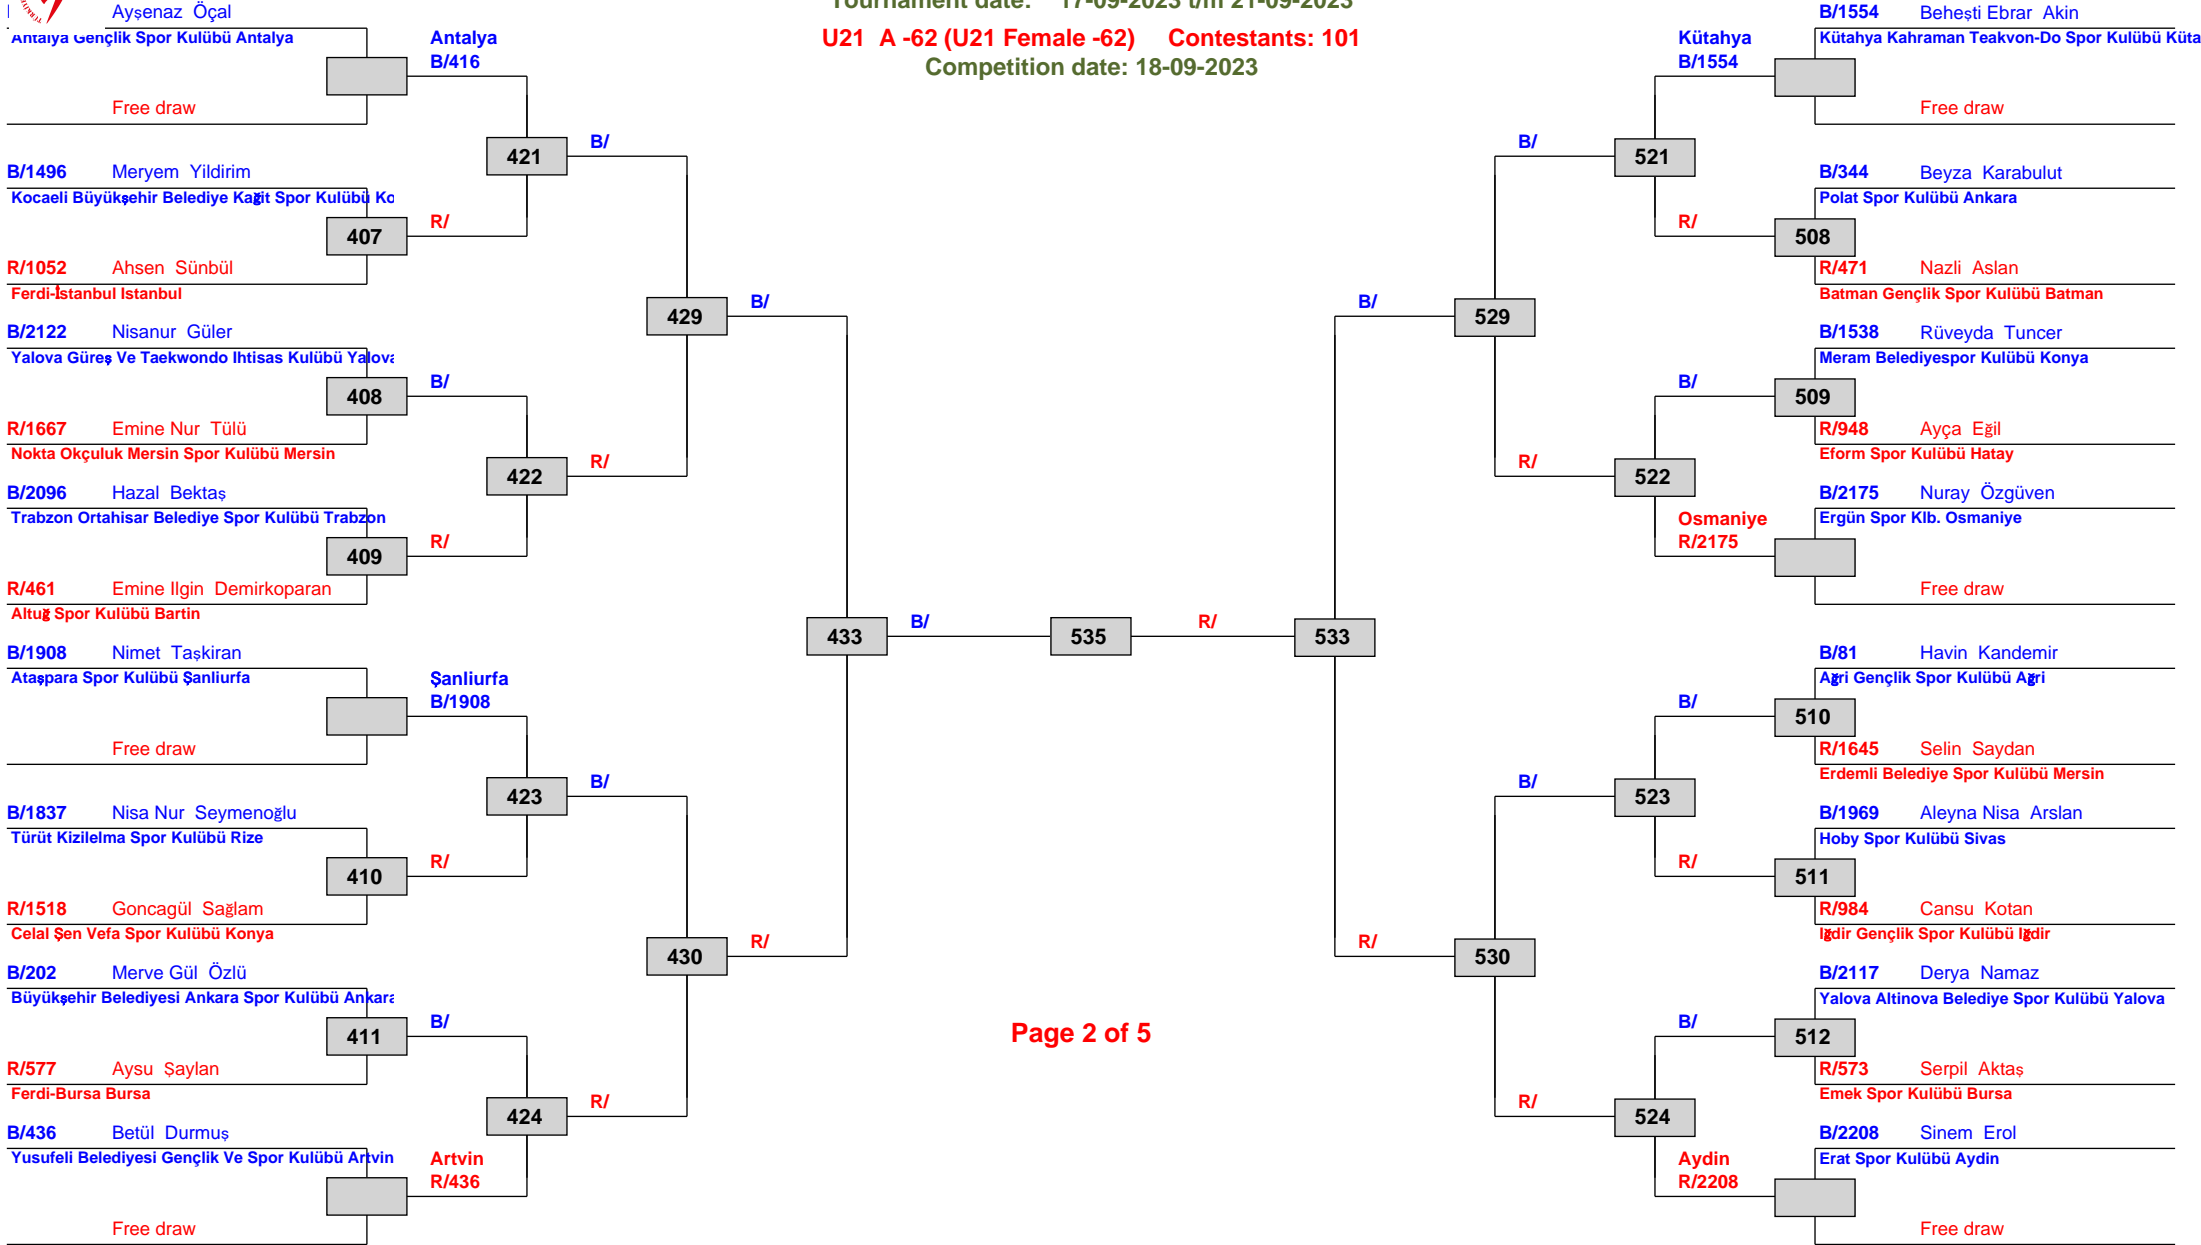 Tournament date: 17-09-2023 t/m 21-09-2023
U21 A -62 (U21 Female -62) Contestants: 101
Competition date: 18-09-2023
Ayşenaz Öçal
Antalya Gençlik Spor Kulübü Antalya
Antalya
B/416
Free draw
421
B/
B/1496 Meryem Yildirim
Kocaeli Büyükşehir Belediye Kağit Spor Kulübü Ko
407
R/
R/1052 Ahsen Sünbül
Ferdi-İstanbul Istanbul
429
B/
B/2122 Nisanur Güler
Yalova Güreş Ve Taekwondo Ihtisas Kulübü Yalova
408
B/
R/1667 Emine Nur Tülü
Nokta Okçuluk Mersin Spor Kulübü Mersin
422
R/
B/2096 Hazal Bektaş
Trabzon Ortahisar Belediye Spor Kulübü Trabzon
409
R/
R/461 Emine Ilgin Demirkoparan
Altuğ Spor Kulübü Bartin
433
B/
535
R/
533
B/1908 Nimet Taşkiran
Ataşpara Spor Kulübü Şanliurfa
Şanliurfa
B/1908
Free draw
423
B/
B/1837 Nisa Nur Seymenoğlu
Türüt Kizilelma Spor Kulübü Rize
410
R/
R/1518 Goncagül Sağlam
Celal Şen Vefa Spor Kulübü Konya
430
R/
B/202 Merve Gül Özlü
Büyükşehir Belediyesi Ankara Spor Kulübü Ankara
411
B/
R/577 Aysu Şaylan
Ferdi-Bursa Bursa
424
R/
B/436 Betül Durmuş
Yusufeli Belediyesi Gençlik Ve Spor Kulübü Artvin
Artvin
R/436
Free draw
Page 2 of 5
B/1554 Beheşti Ebrar Akin
Kütahya Kahraman Teakvon-Do Spor Kulübü Küta
Kütahya
B/1554
Free draw
B/
521
B/344 Beyza Karabulut
Polat Spor Kulübü Ankara
R/
508
R/471 Nazli Aslan
Batman Gençlik Spor Kulübü Batman
B/
529
B/1538 Rüveyda Tuncer
Meram Belediyespor Kulübü Konya
B/
509
R/948 Ayça Eğil
Eform Spor Kulübü Hatay
R/
522
B/2175 Nuray Özgüven
Ergün Spor Klb. Osmaniye
Osmaniye
R/2175
Free draw
B/81 Havin Kandemir
Ağri Gençlik Spor Kulübü Ağri
B/
510
R/1645 Selin Saydan
Erdemli Belediye Spor Kulübü Mersin
B/
523
B/1969 Aleyna Nisa Arslan
Hoby Spor Kulübü Sivas
R/
511
R/984 Cansu Kotan
Iğdir Gençlik Spor Kulübü Iğdir
R/
530
B/2117 Derya Namaz
Yalova Altinova Belediye Spor Kulübü Yalova
B/
512
R/573 Serpil Aktaş
Emek Spor Kulübü Bursa
R/
524
B/2208 Sinem Erol
Erat Spor Kulübü Aydin
Aydin
R/2208
Free draw